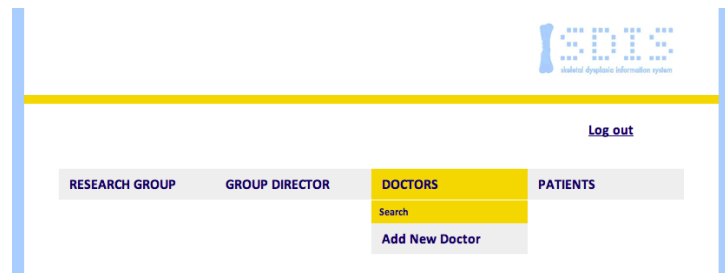 SDIS
skeletal dysplasia information system
Log out
RESEARCH GROUP GROUP DIRECTOR DOCTORS PATIENTS
Search
Add New Doctor